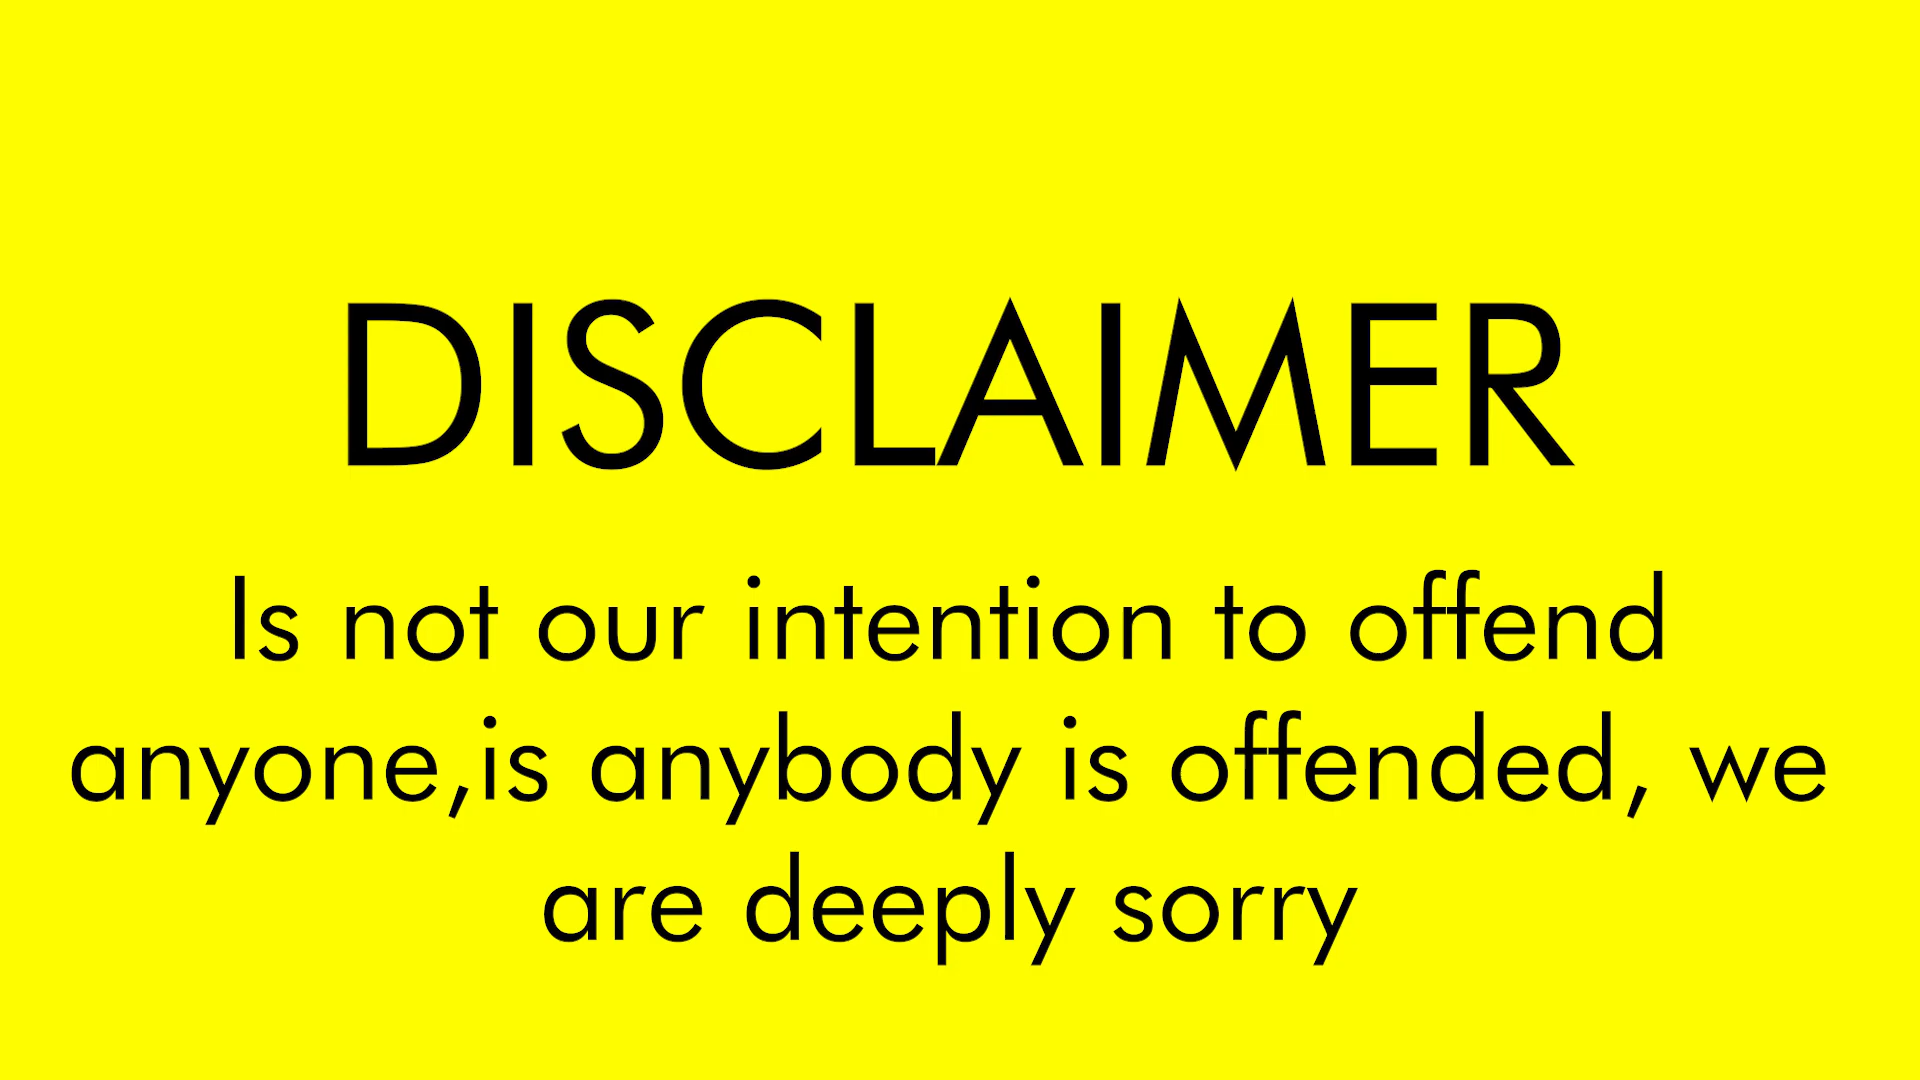 DISCLAIMER
Is not our intention to offend
anyone,is anybody is offended, we
are deeply sorry